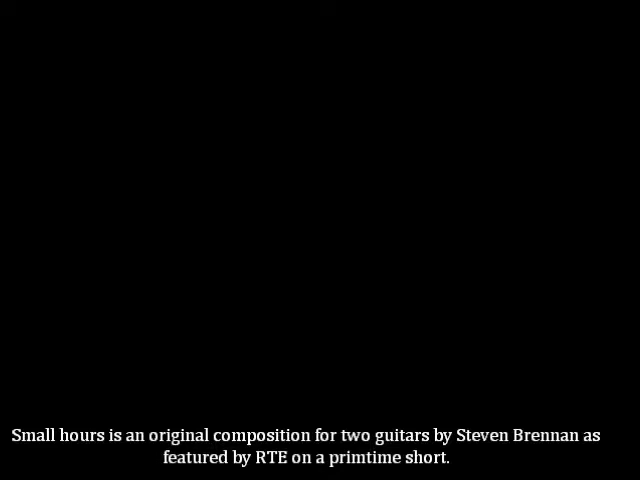 Small hours is an original composition for two guitars by Steven Brennan as
featured by RTE on a primtime short.